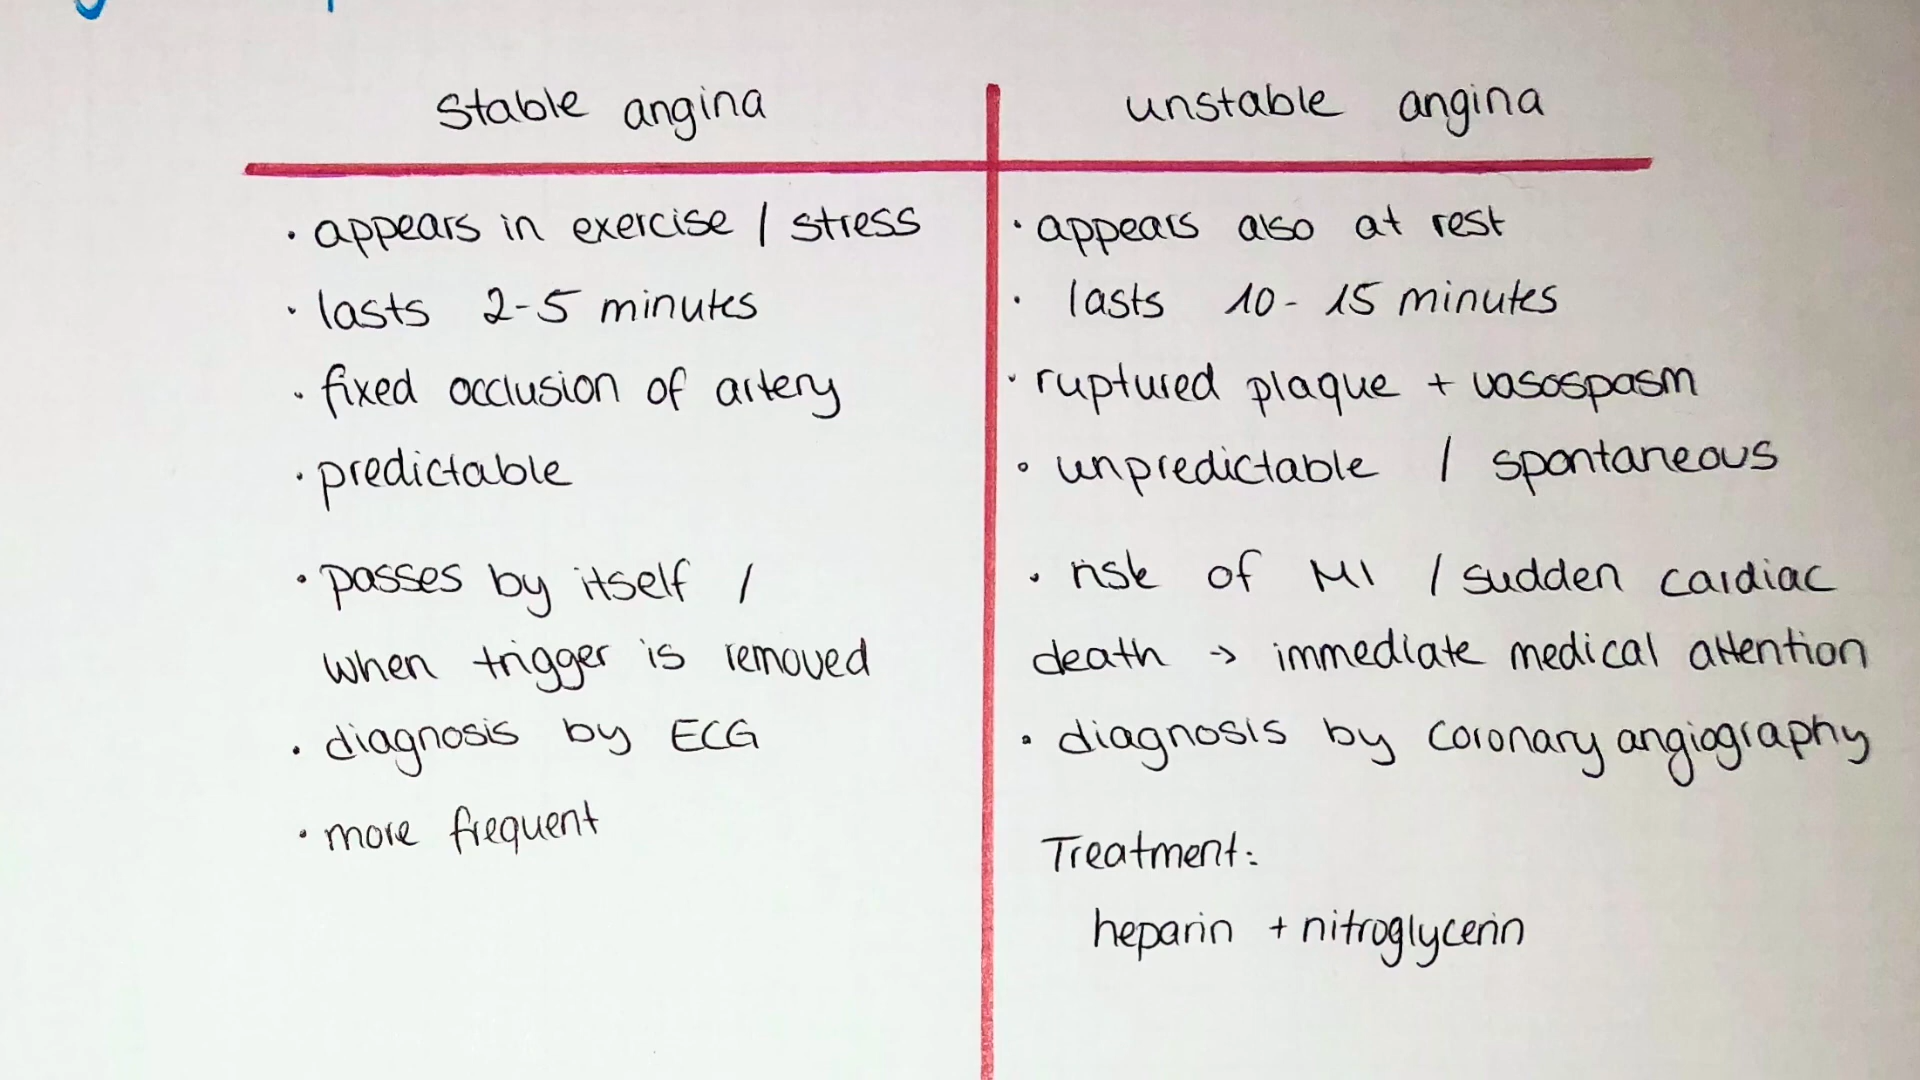 stable angina
unstable angina
· appears in exercise / stress
· lasts 2-5 minutes
· fixed occlusion of artery
· predictable
· passes by itself /
when trigger is removed
· diagnosis by ECG
· more frequent
· appears also at rest
· lasts 10-15 minutes
· ruptured plaque + vasospasm
· unpredictable / spontaneous
· risk of MI / sudden cardiac
death → immediate medical attention
· diagnosis by coronary angiography
Treatment:
heparin + nitroglycerin